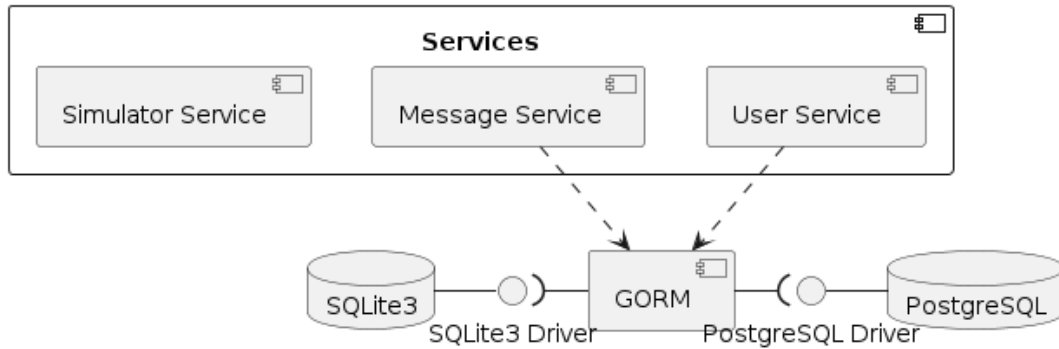 Services
Simulator Service
Message Service
User Service
SQLite3
GORM
PostgreSQL
SQLite3 Driver
PostgreSQL Driver